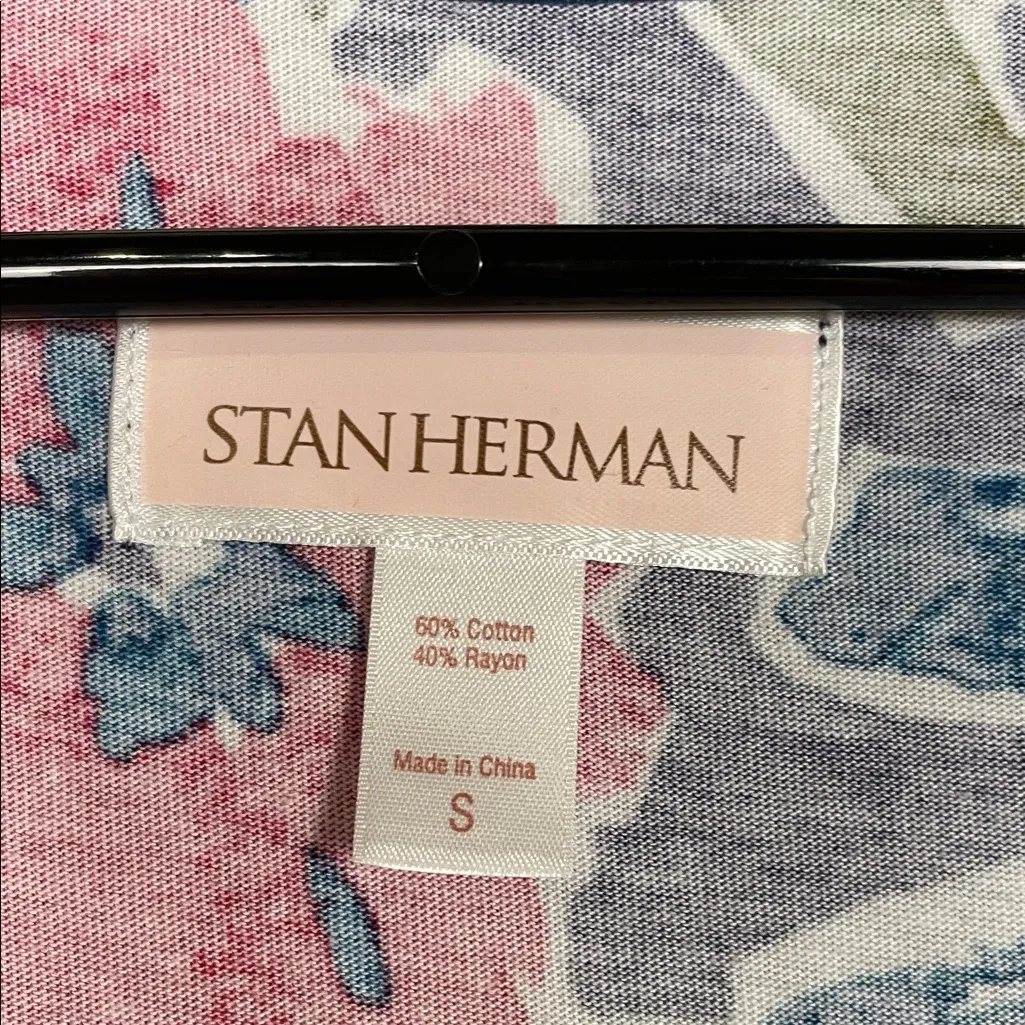 STAN HERMAN
60% Cotton
40% Rayon
Made in China
S